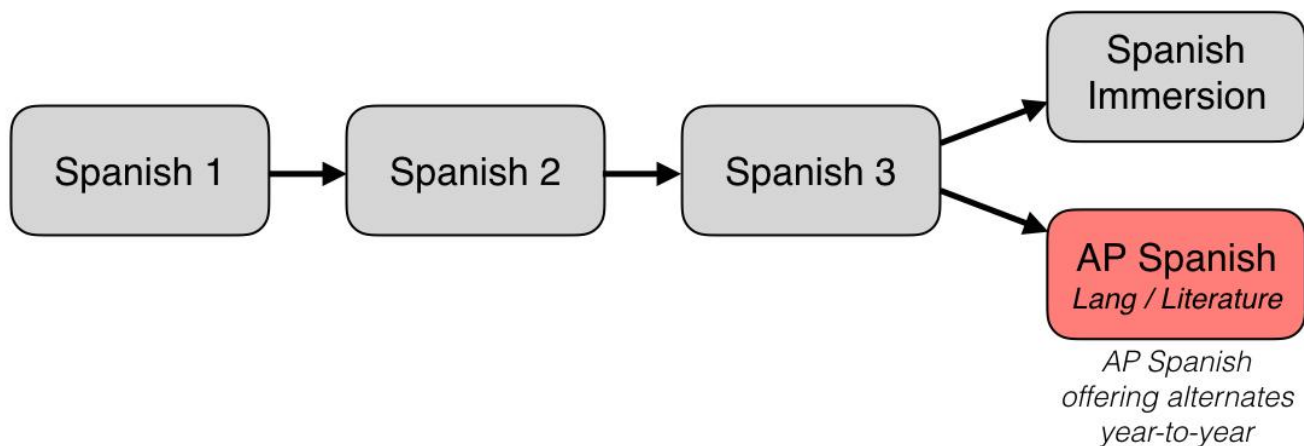 Spanish 1
Spanish 2
Spanish 3
Spanish
Immersion
AP Spanish
Lang / Literature
AP Spanish
offering alternates
year-to-year